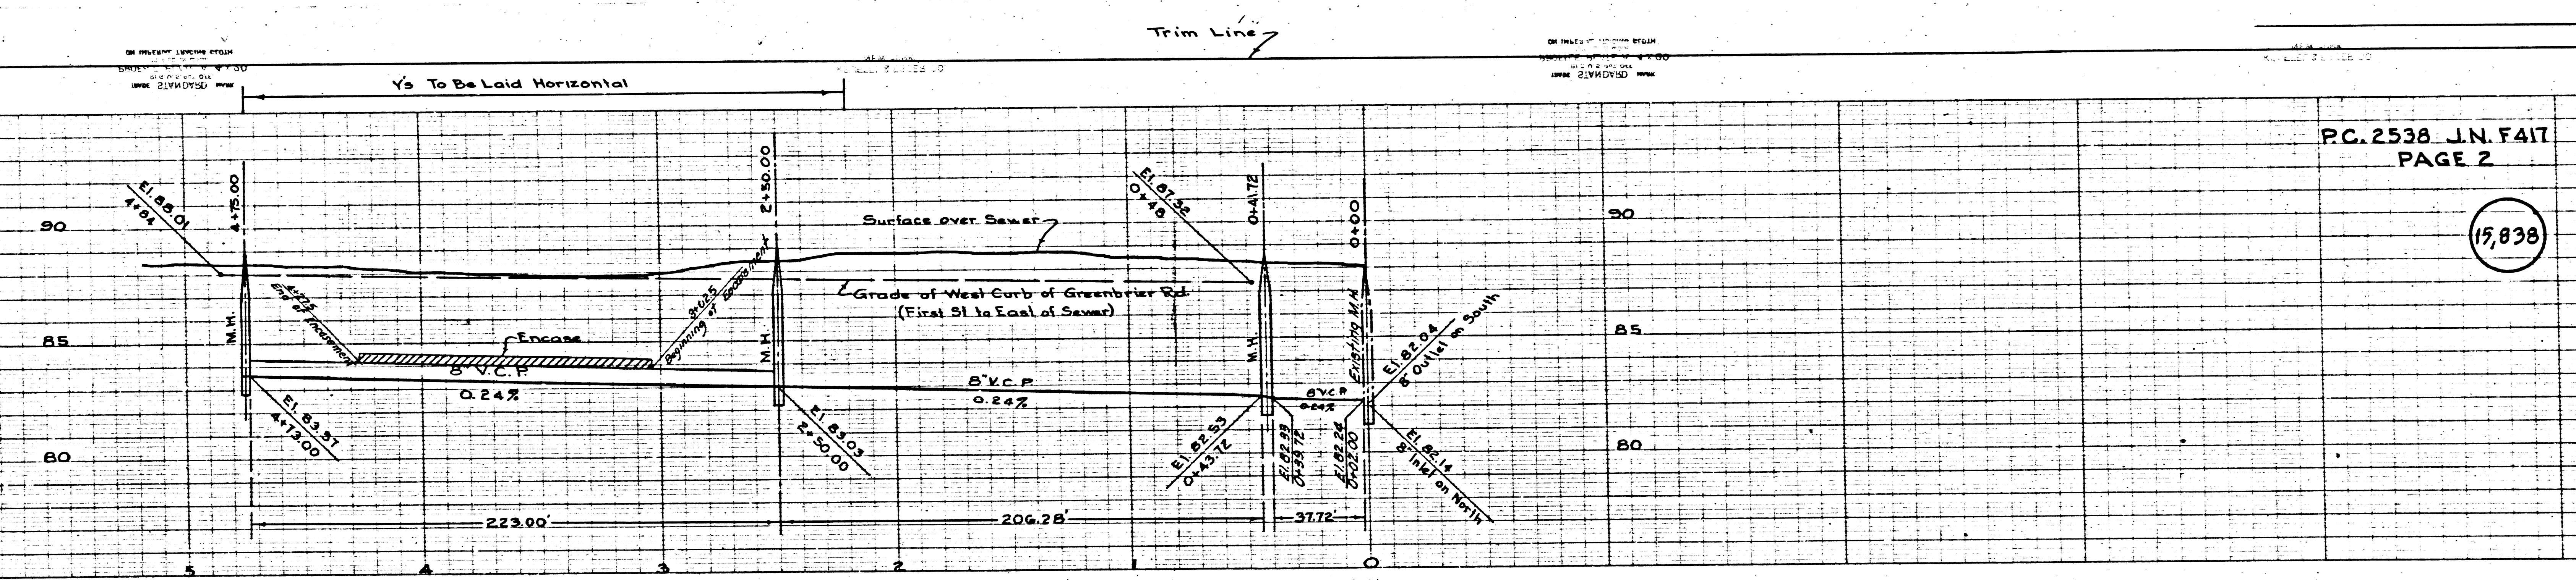 Trim Line
Y's To Be Laid Horizontal
P.C. 2538 J.N. F417
PAGE 2
15,838
El. 88.01
4+84
4+75.00
2+50.00
El. 87.32
0+48
0+41.72
0+00
90
90
Surface over Sewer
Grade of West Curb of Greenbrier Rd.
(First St. to East of Sewer)
4+27.5
End of Encasement
3+02.5
Beginning of Encasement
M.H.
M.H.
M.H.
Existing M.H.
85
85
Encase
8" V.C.P.
0.24%
8" V.C.P.
0.24%
8" V.C.P.
0.24%
El. 82.04
8" Outlet on South
El. 83.57
4+73.00
El. 83.03
2+50.00
El. 82.53
0+43.72
El. 82.33
0+39.72
El. 82.24
0+02.00
El. 82.14
8" Inlet on North
80
80
223.00'
206.28'
37.72'
5
4
3
2
1
0